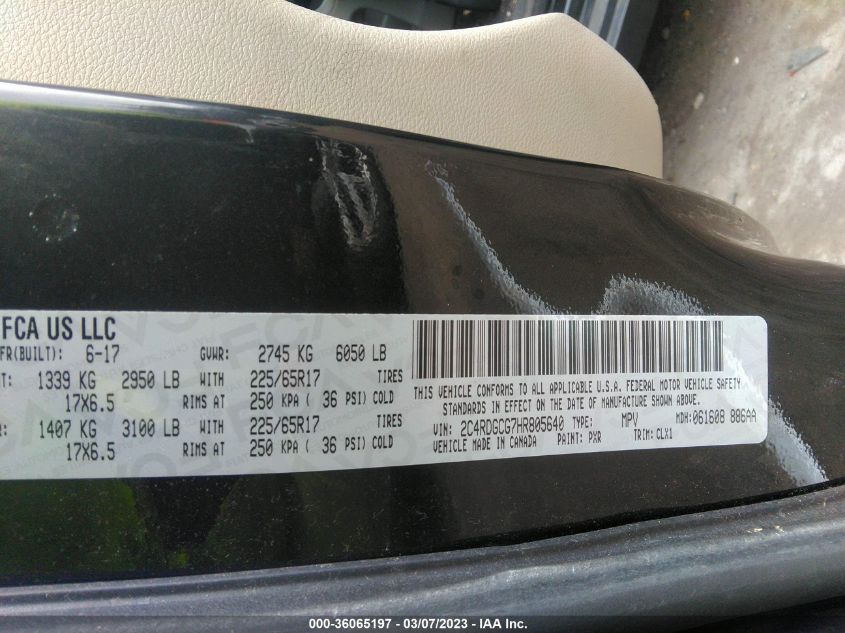 FCA US LLC
FR(BUILT): 6-17 GVWR: 2745 KG 6050 LB
T: 1339 KG 2950 LB WITH 225/65R17 TIRES
17X6.5 RIMS AT 250 KPA ( 36 PSI) COLD
: 1407 KG 3100 LB WITH 225/65R17 TIRES
17X6.5 RIMS AT 250 KPA ( 36 PSI) COLD
THIS VEHICLE CONFORMS TO ALL APPLICABLE U.S.A. FEDERAL MOTOR VEHICLE SAFETY
STANDARDS IN EFFECT ON THE DATE OF MANUFACTURE SHOWN ABOVE.
VIN: 2C4RDGCG7HR805640 TYPE: MPV MDH: 061608 886AA
VEHICLE MADE IN CANADA PAINT: PXR TRIM: CLX1
000-36065197 - 03/07/2023 - IAA Inc.